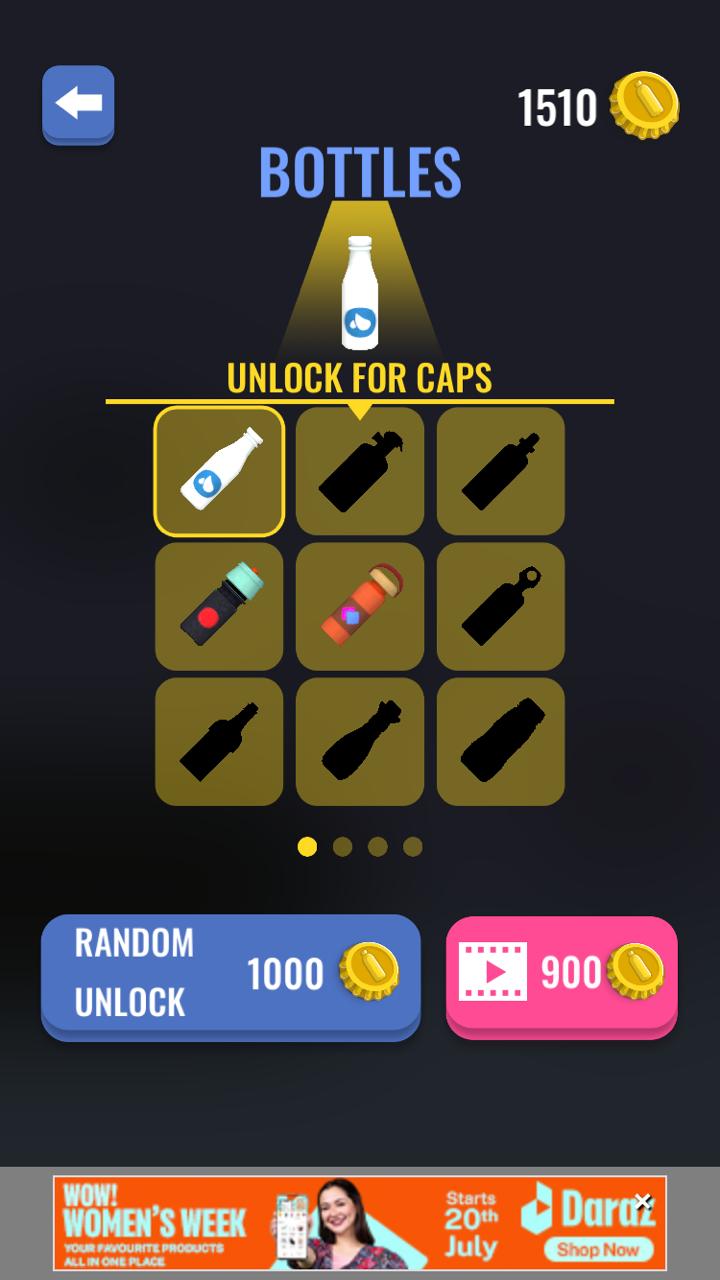 1510
BOTTLES
UNLOCK FOR CAPS
RANDOM
UNLOCK
1000
900
WOW!
WOMEN'S WEEK
YOUR FAVOURITE PRODUCTS
ALL IN ONE PLACE
Starts
20th
July
Daraz
Shop Now